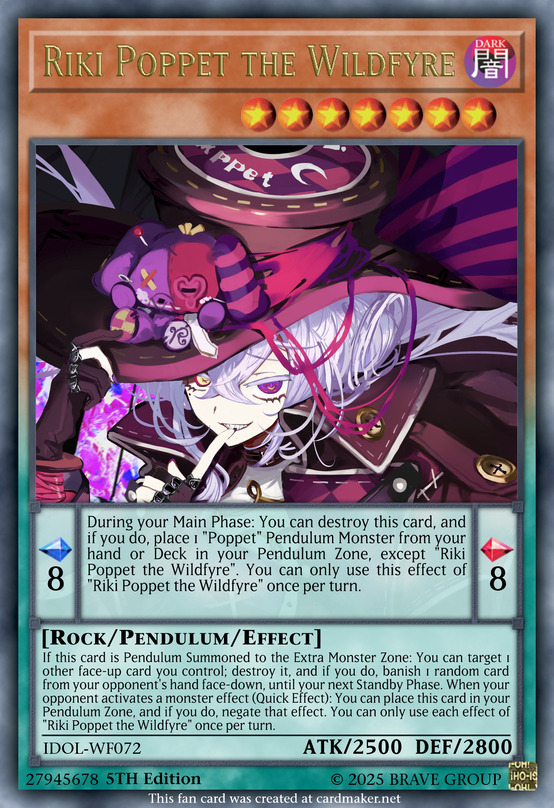 RIKI POPPET THE WILDFYRE
DARK
闇
Poppet
8
8
During your Main Phase: You can destroy this card, and
if you do, place 1 "Poppet" Pendulum Monster from your
hand or Deck in your Pendulum Zone, except "Riki
Poppet the Wildfyre". You can only use this effect of
"Riki Poppet the Wildfyre" once per turn.
[ROCK/PENDULUM/EFFECT]
If this card is Pendulum Summoned to the Extra Monster Zone: You can target 1
other face-up card you control; destroy it, and if you do, banish 1 random card
from your opponent's hand face-down, until your next Standby Phase. When your
opponent activates a monster effect (Quick Effect): You can place this card in your
Pendulum Zone, and if you do, negate that effect. You can only use each effect of
"Riki Poppet the Wildfyre" once per turn.
IDOL-WF072
ATK/2500 DEF/2800
27945678 5TH Edition
© 2025 BRAVE GROUP
This fan card was created at cardmaker.net